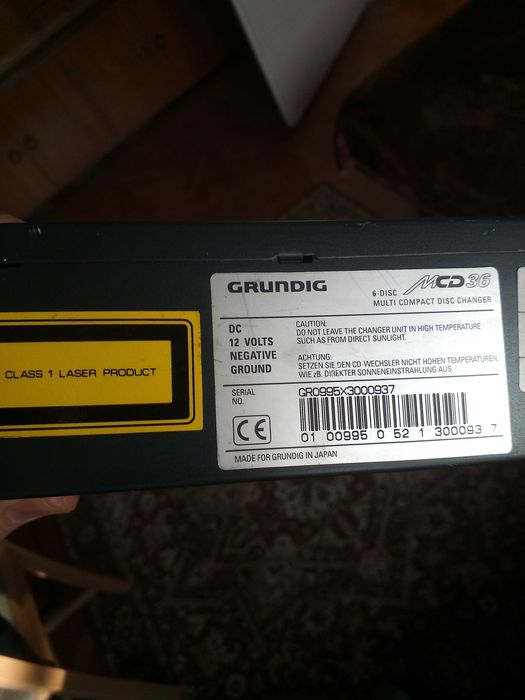 CLASS 1 LASER PRODUCT
GRUNDIG
6-DISC MCD 36
MULTI COMPACT DISC CHANGER
DC
12 VOLTS
NEGATIVE
GROUND
CAUTION:
DO NOT LEAVE THE CHANGER UNIT IN HIGH TEMPERATURE
SUCH AS FROM DIRECT SUNLIGHT.
ACHTUNG:
SETZEN SIE DEN CD-WECHSLER NICHT HOHEN TEMPERATUREN,
WIE zB. DIREKTER SONNENEINSTRAHLUNG AUS.
SERIAL
NO.
GR0995X3000937
01 00995 0 52 1 300093 7
CE
MADE FOR GRUNDIG IN JAPAN